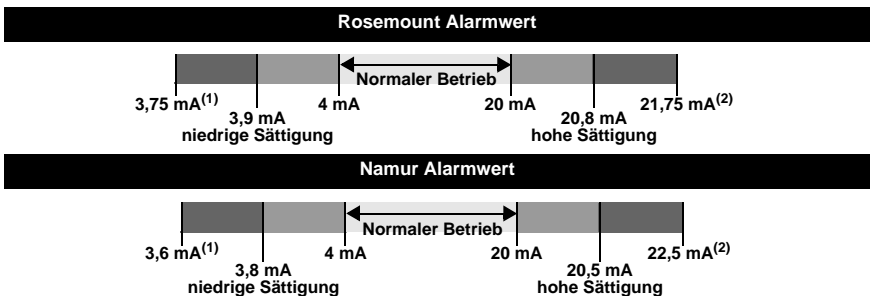 Rosemount Alarmwert
Normaler Betrieb
3,75 mA(1) 4 mA 20 mA 21,75 mA(2)
3,9 mA 20,8 mA
niedrige Sättigung hohe Sättigung
Namur Alarmwert
Normaler Betrieb
3,6 mA(1) 4 mA 20 mA 22,5 mA(2)
3,8 mA 20,5 mA
niedrige Sättigung hohe Sättigung